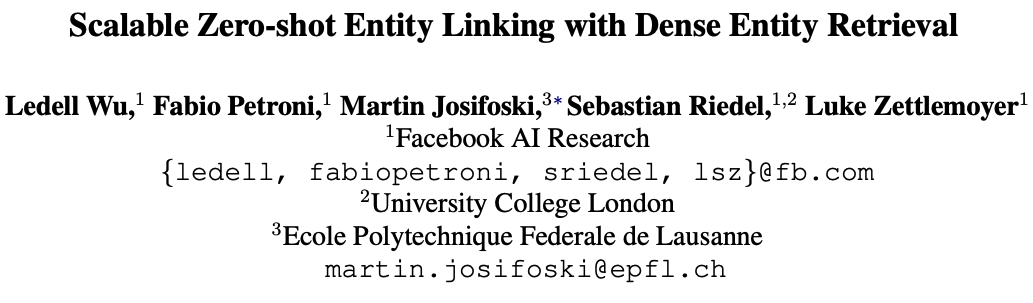 Scalable Zero-shot Entity Linking with Dense Entity Retrieval
Ledell Wu,¹ Fabio Petroni,¹ Martin Josifoski,³* Sebastian Riedel,¹,² Luke Zettlemoyer¹
¹Facebook AI Research
{ledell, fabiopetroni, sriedel, lsz}@fb.com
²University College London
³Ecole Polytechnique Federale de Lausanne
martin.josifoski@epfl.ch